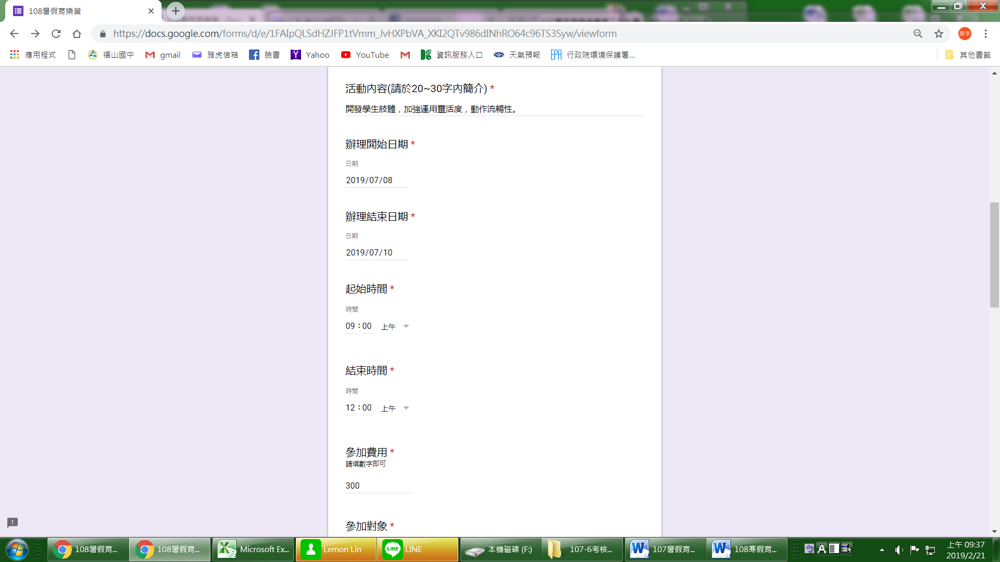 108暑假育樂營
https://docs.google.com/forms/d/e/1FAIpQLSdHZJFP1tVmm_JvHXPbVA_XKI2QTv986dINhRO64c96TS3Syw/viewform
原亨
應用程式 福山國中 gmail 雅虎信箱 臉書 Yahoo YouTube 資訊服務入口 天氣預報 行政院環境保護署... 其他書籤
活動內容(請於20~30字內簡介) *
開發學生肢體，加強運用靈活度，動作流暢性。
辦理開始日期 *
日期
2019/07/08
辦理結束日期 *
日期
2019/07/10
起始時間 *
時間
09 : 00 上午
結束時間 *
時間
12 : 00 上午
參加費用 *
請填數字即可
300
參加對象 *
108暑假育... 108暑假育... Microsoft Ex... Lemon Lin LINE 本機磁碟 (F:) 107-6考核... 107暑假育... 108寒假育...
上午 09:37
2019/2/21